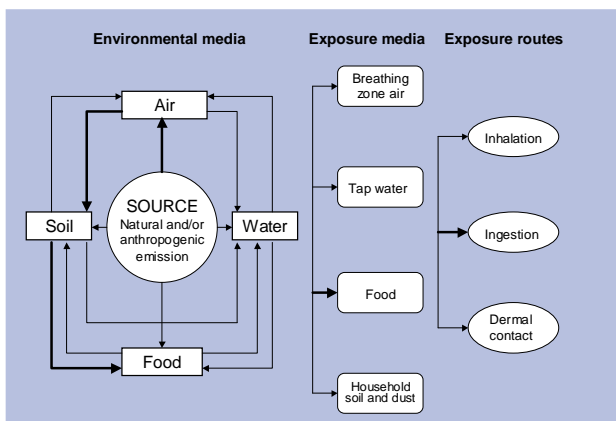 Environmental media
Exposure media
Exposure routes
Air
Soil
SOURCE
Natural and/or
anthropogenic
emission
Water
Food
Breathing
zone air
Tap water
Food
Household
soil and dust
Inhalation
Ingestion
Dermal
contact